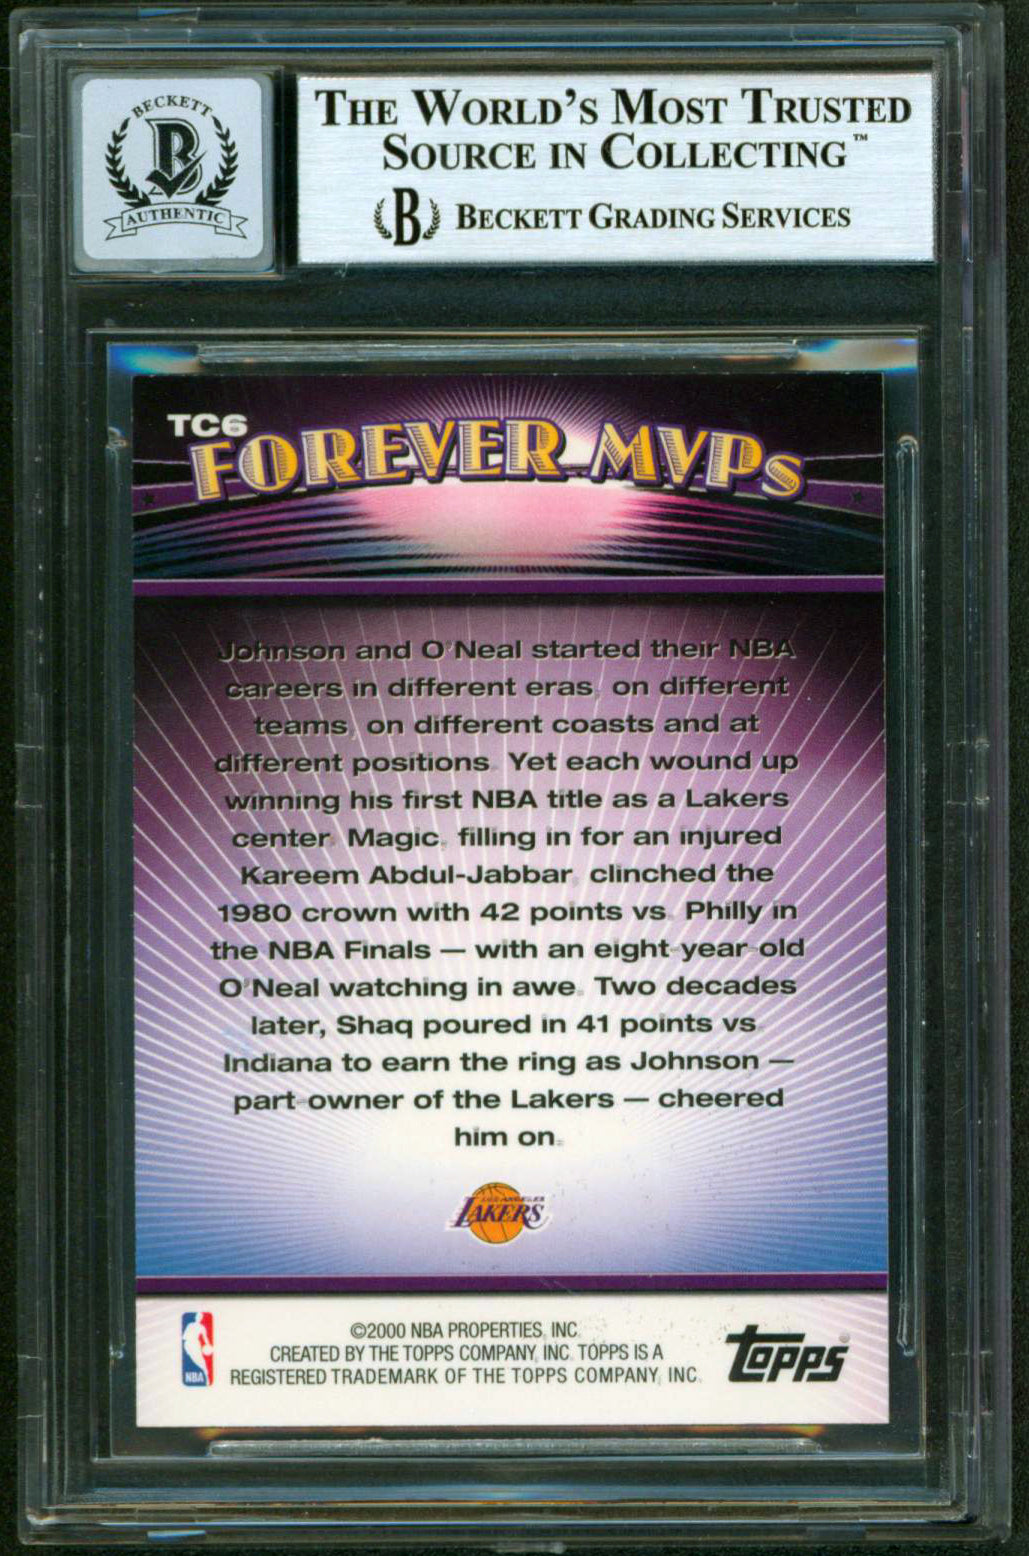 BECKETT
B
AUTHENTIC
THE WORLD'S MOST TRUSTED
SOURCE IN COLLECTING™
B BECKETT GRADING SERVICES
TC6
FOREVER MVPs
Johnson and O'Neal started their NBA
careers in different eras, on different
teams, on different coasts and at
different positions. Yet each wound up
winning his first NBA title as a Lakers
center. Magic, filling in for an injured
Kareem Abdul-Jabbar, clinched the
1980 crown with 42 points vs. Philly in
the NBA Finals — with an eight-year-old
O'Neal watching in awe. Two decades
later, Shaq poured in 41 points vs.
Indiana to earn the ring as Johnson —
part-owner of the Lakers — cheered
him on.
LOS ANGELES
LAKERS
NBA
©2000 NBA PROPERTIES, INC.
CREATED BY THE TOPPS COMPANY, INC. TOPPS IS A
REGISTERED TRADEMARK OF THE TOPPS COMPANY, INC.
topps®